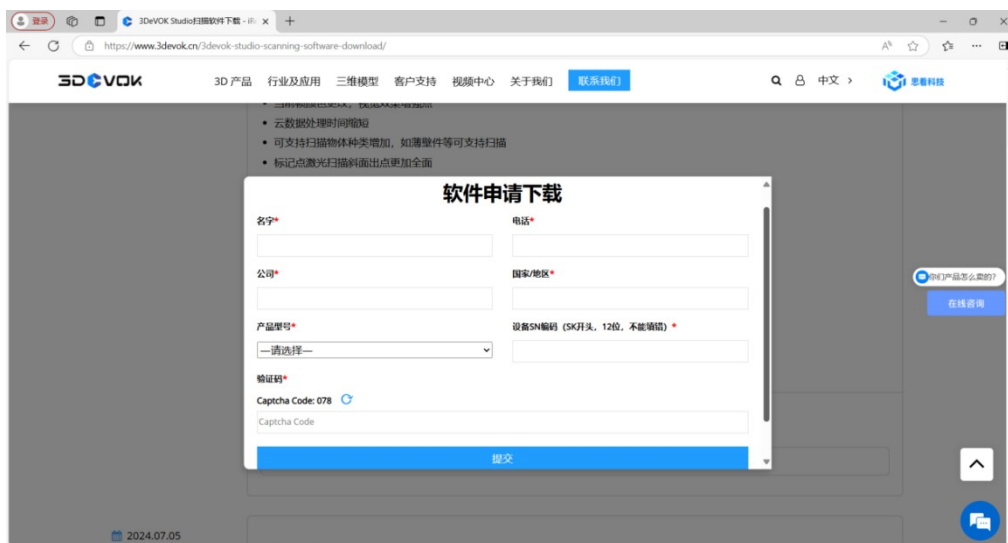 登录
3DeVOK Studio扫描软件下载 - iRe
https://www.3devok.cn/3devok-studio-scanning-software-download/
3DEVOK 3D 产品 行业及应用 三维模型 客户支持 视频中心 关于我们 联系我们 中文 思看科技
云数据处理时间缩短
可支持扫描物体种类增加，如薄壁件等可支持扫描
标记点激光扫描斜面出点更加全面
软件申请下载
名字* 电话*
公司* 国家/地区*
产品型号* 设备SN编码（SK开头，12位，不能填错）*
—请选择—
验证码*
Captcha Code: 078
Captcha Code
提交
你们产品怎么卖的?
在线咨询
2024.07.05